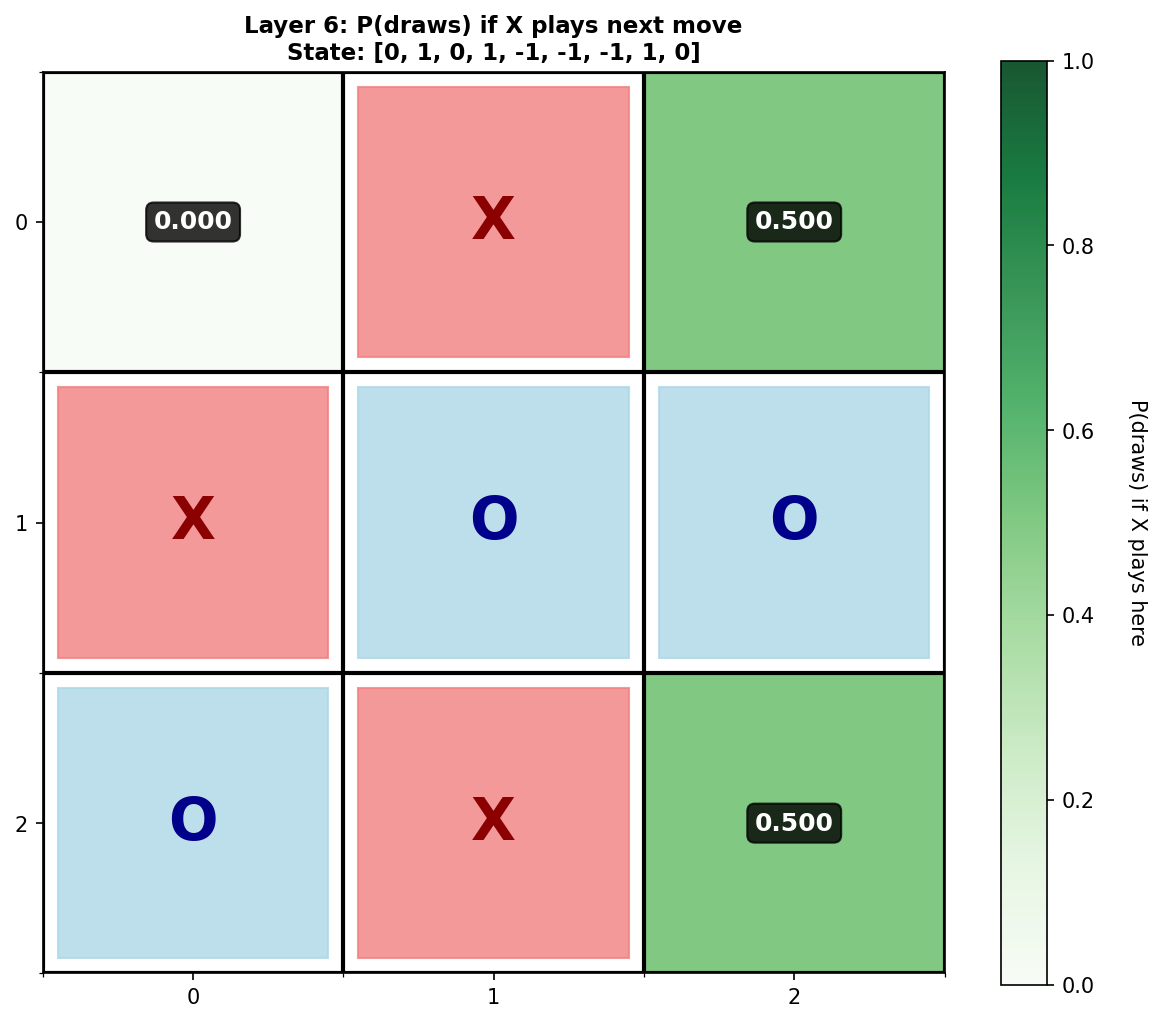 Layer 6: P(draws) if X plays next move
State: [0, 1, 0, 1, -1, -1, -1, 1, 0]
0
0.000
X
0.500
1
X
O
O
2
O
X
0.500
0
1
2
1.0
0.8
0.6
0.4
0.2
0.0
P(draws) if X plays here